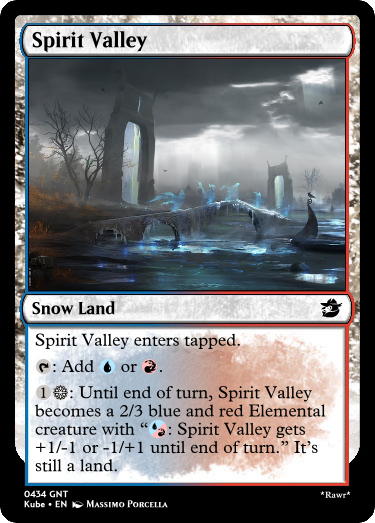 Spirit Valley
Snow Land
Spirit Valley enters tapped.
: Add or .
1 : Until end of turn, Spirit Valley
becomes a 2/3 blue and red Elemental
creature with “: Spirit Valley gets
+1/-1 or -1/+1 until end of turn.” It’s
still a land.
0434 GNT
*Rawr*
Kube • EN Massimo Porcella